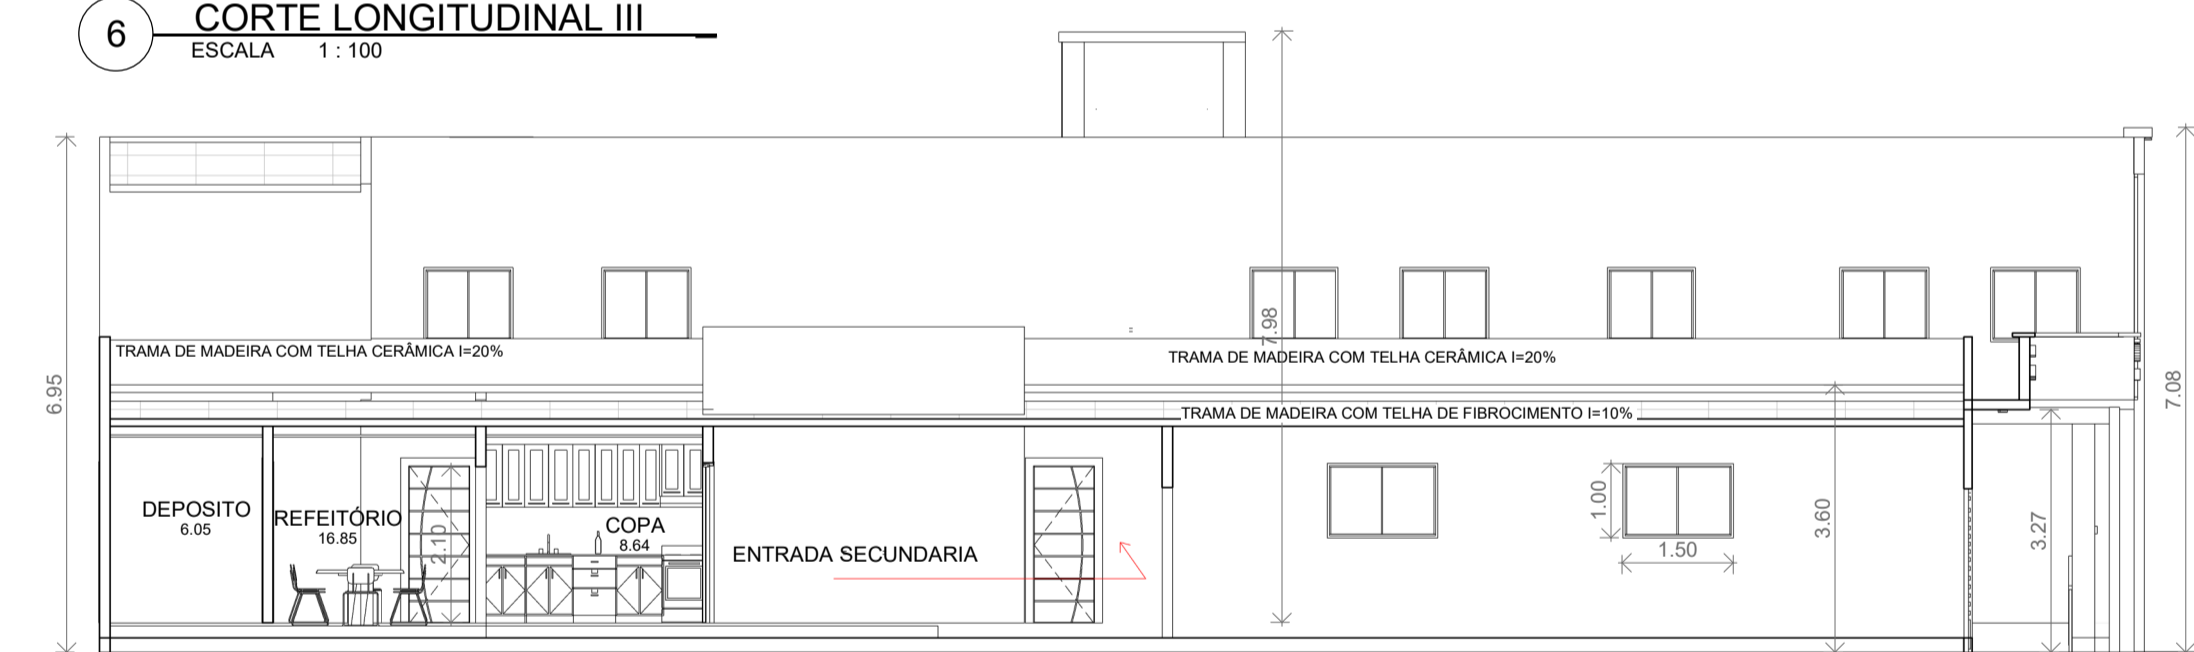 6
CORTE LONGITUDINAL III
ESCALA 1 : 100
6.95
7.98
7.08
TRAMA DE MADEIRA COM TELHA CERÂMICA I=20%
TRAMA DE MADEIRA COM TELHA CERÂMICA I=20%
TRAMA DE MADEIRA COM TELHA DE FIBROCIMENTO I=10%
DEPOSITO
6.05
REFEITÓRIO
16.85
2.10
COPA
8.64
ENTRADA SECUNDARIA
1.00
1.50
3.60
3.27